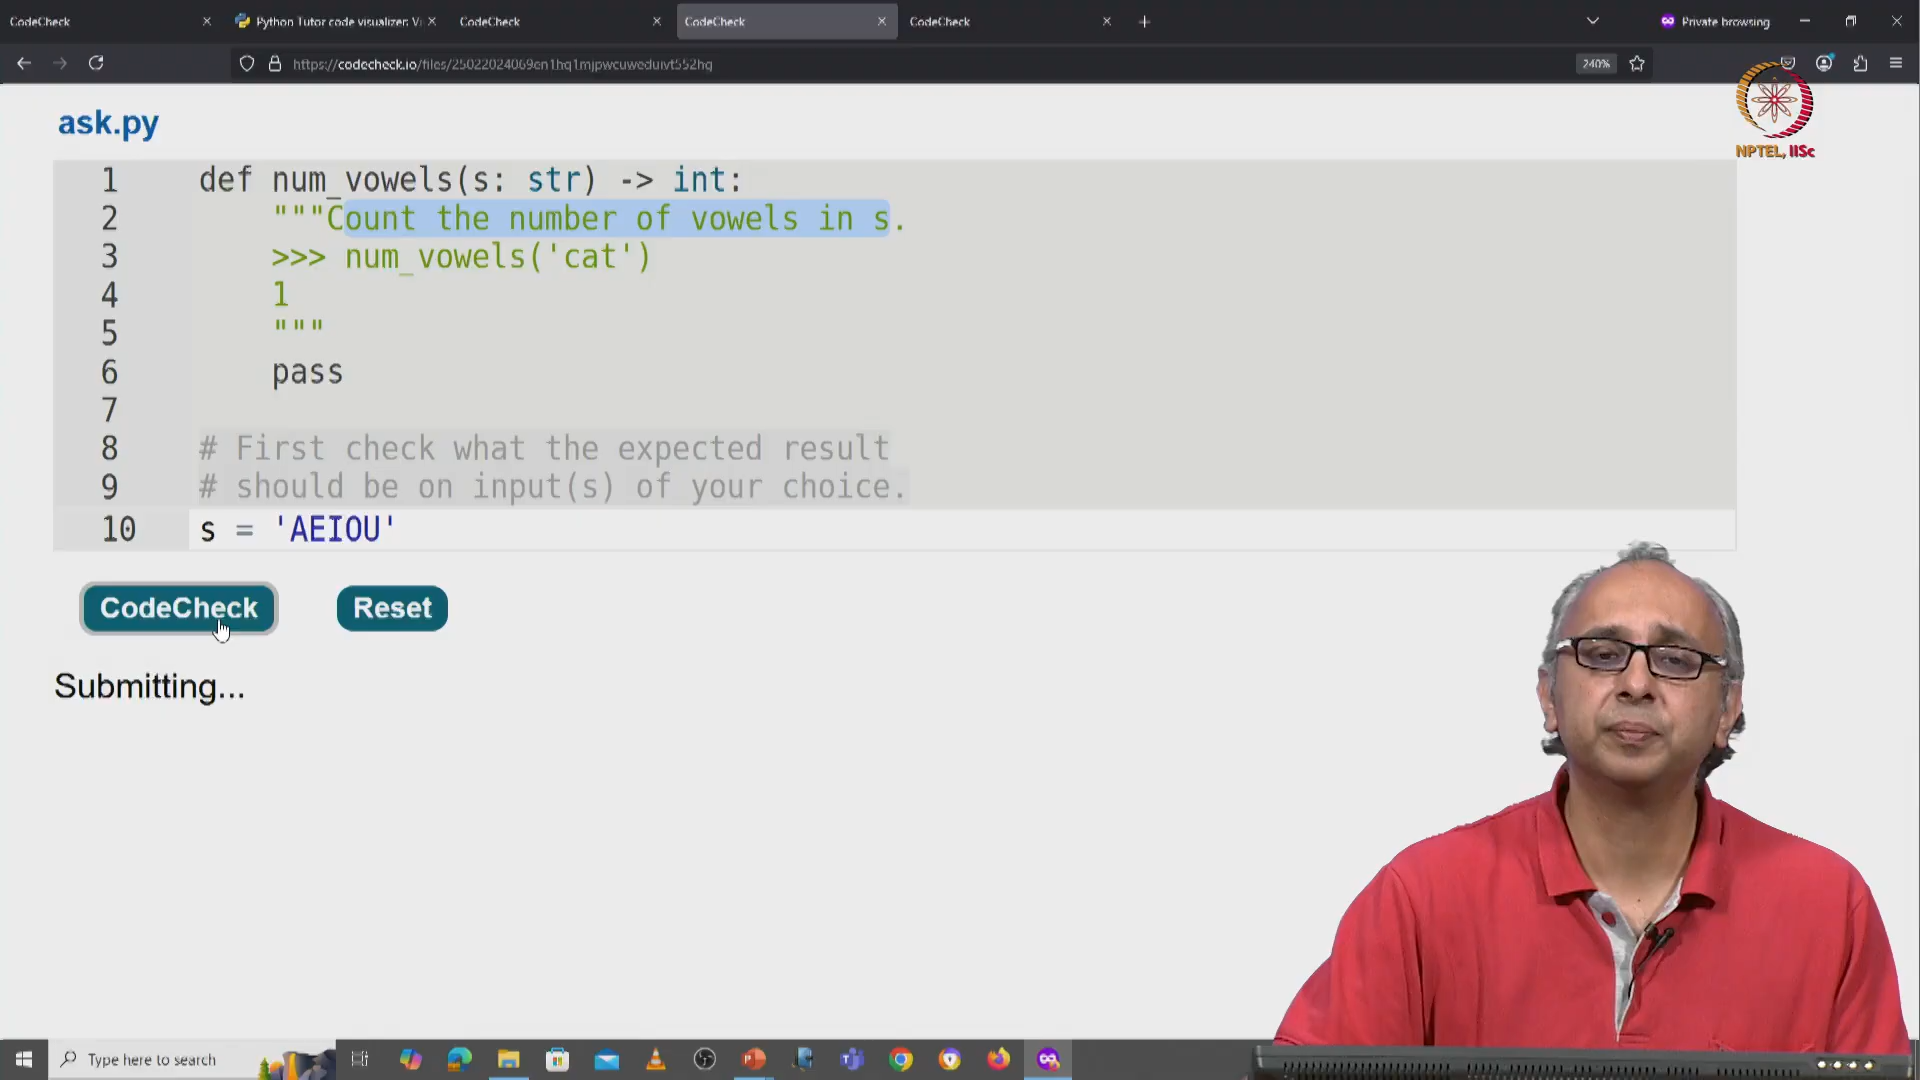 CodeCheck
Python Tutor code visualizer: V
CodeCheck
CodeCheck
CodeCheck
Private browsing
https://codecheck.io/files/25022024069en1hq1mjpwcuweduivt552hq
240%
NPTEL, IISc
ask.py
1 def num_vowels(s: str) -> int:
2 """Count the number of vowels in s.
3 >>> num_vowels('cat')
4 1
5 """
6 pass
7
8 # First check what the expected result
9 # should be on input(s) of your choice.
10 s = 'AEIOU'
CodeCheck Reset
Submitting...
Type here to search